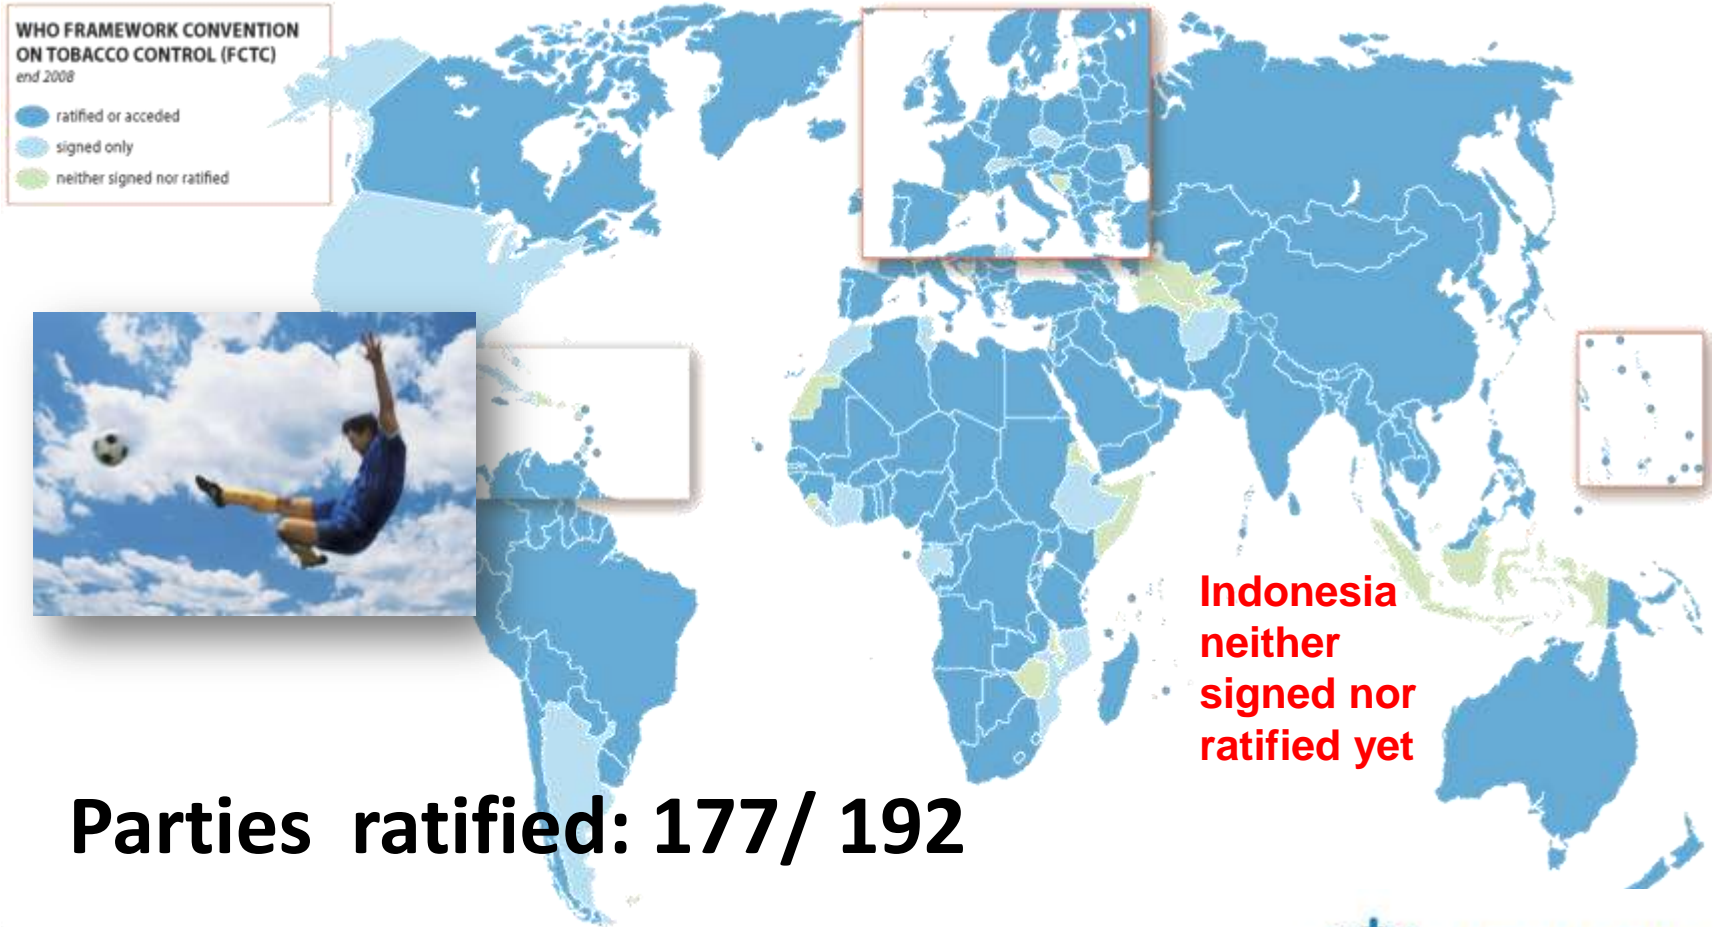 WHO FRAMEWORK CONVENTION
ON TOBACCO CONTROL (FCTC)
end 2008
ratified or acceded
signed only
neither signed nor ratified
Indonesia
neither
signed nor
ratified yet
Parties ratified: 177/ 192